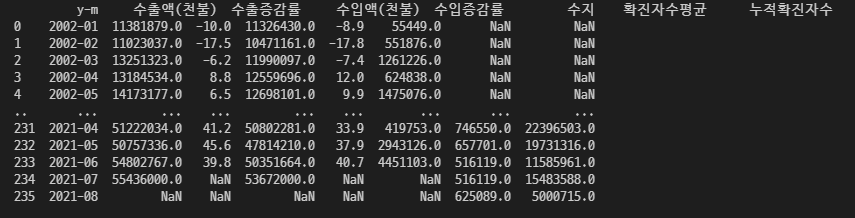 y-m 수출액(천불) 수출증감률 수입액(천불) 수입증감률 수지 확진자수평균 누적확진자수
0 2002-01 11381879.0 -10.0 11326430.0 -8.9 55449.0 NaN NaN
1 2002-02 11023037.0 -17.5 10471161.0 -17.8 551876.0 NaN NaN
2 2002-03 13251323.0 -6.2 11990097.0 -7.4 1261226.0 NaN NaN
3 2002-04 13184534.0 8.8 12559696.0 12.0 624838.0 NaN NaN
4 2002-05 14173177.0 6.5 12698101.0 9.9 1475076.0 NaN NaN
.. ... ... ... ... ... ... ... ...
231 2021-04 51222034.0 41.2 50802281.0 33.9 419753.0 746550.0 22396503.0
232 2021-05 50757336.0 45.6 47814210.0 37.9 2943126.0 657701.0 19731316.0
233 2021-06 54802767.0 39.8 50351664.0 40.7 4451103.0 516119.0 11585961.0
234 2021-07 55436000.0 NaN 53672000.0 NaN NaN 516119.0 15483588.0
235 2021-08 NaN NaN NaN NaN NaN 625089.0 5000715.0